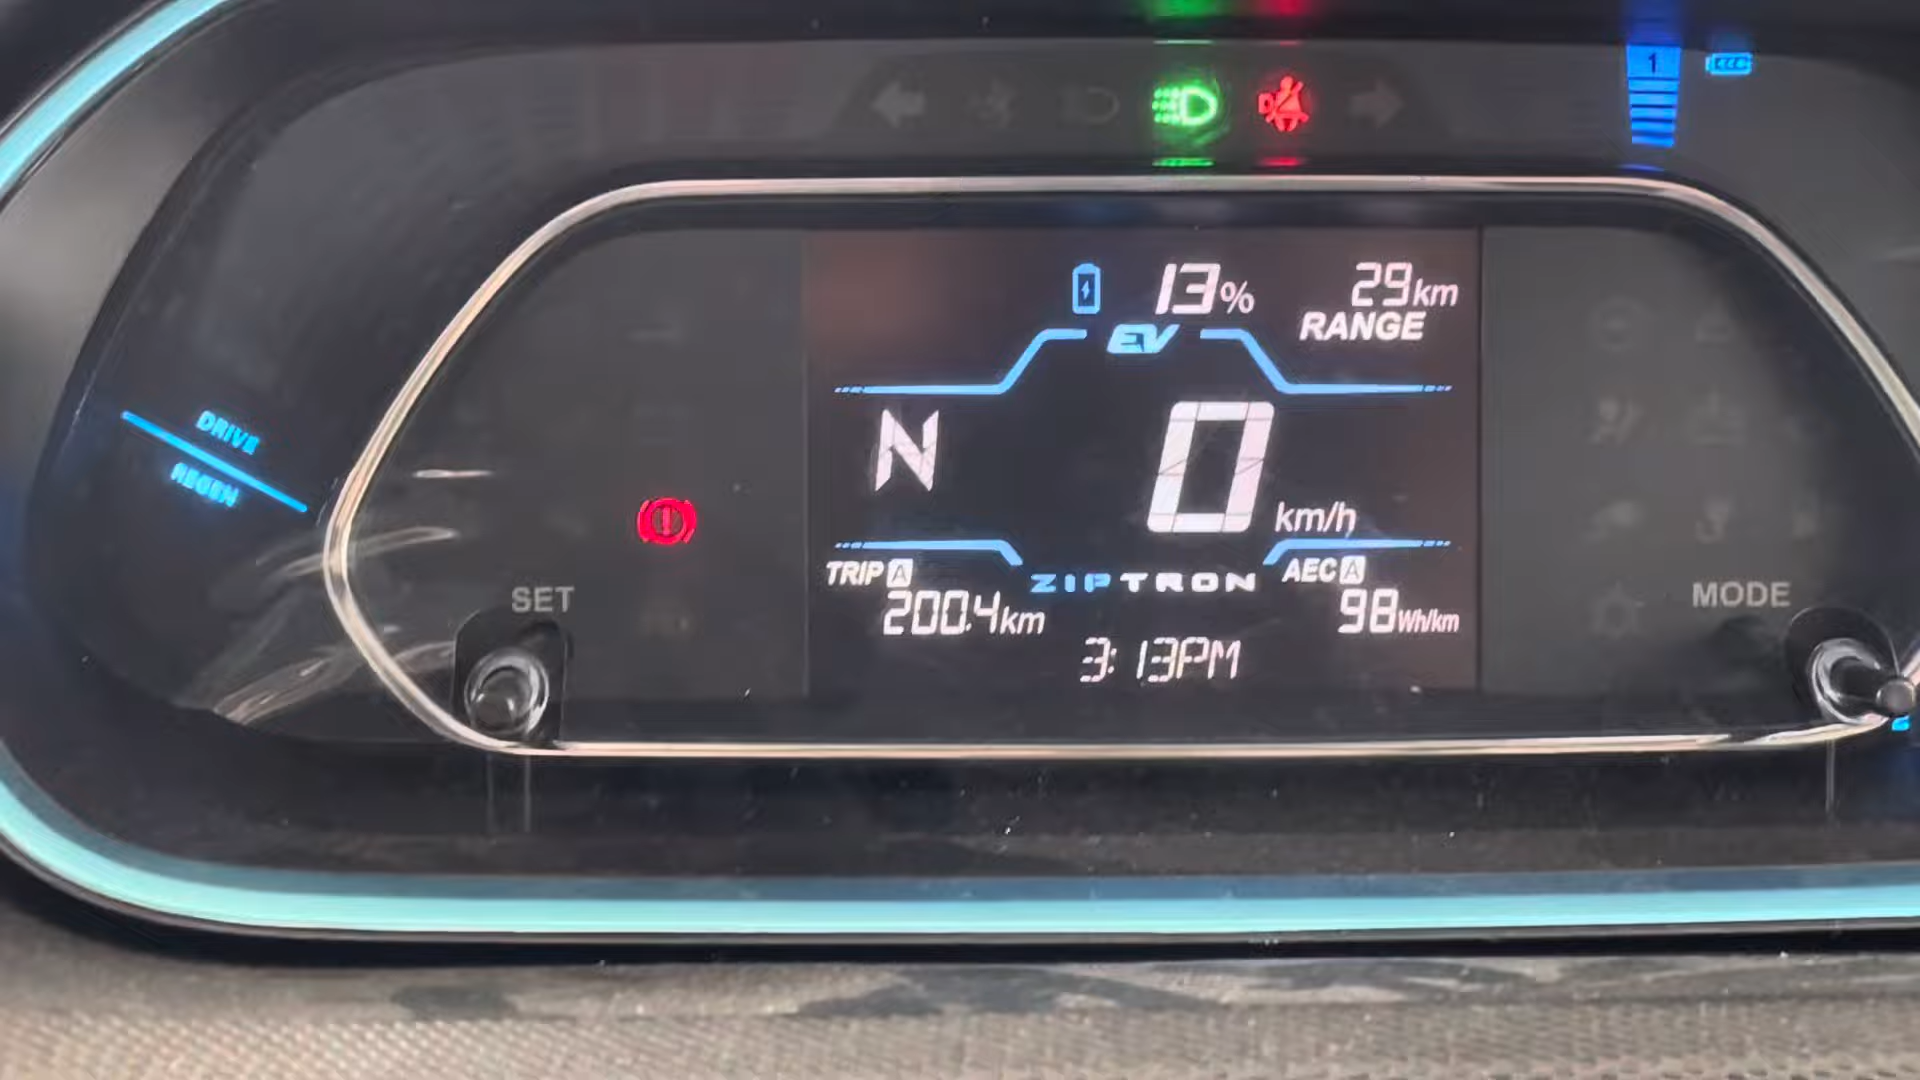 1
13%
29km
RANGE
EV
DRIVE
REGEN
N
0
km/h
TRIP A
ZIPTRON
AEC A
200.4km
98Wh/km
SET
MODE
3:13PM